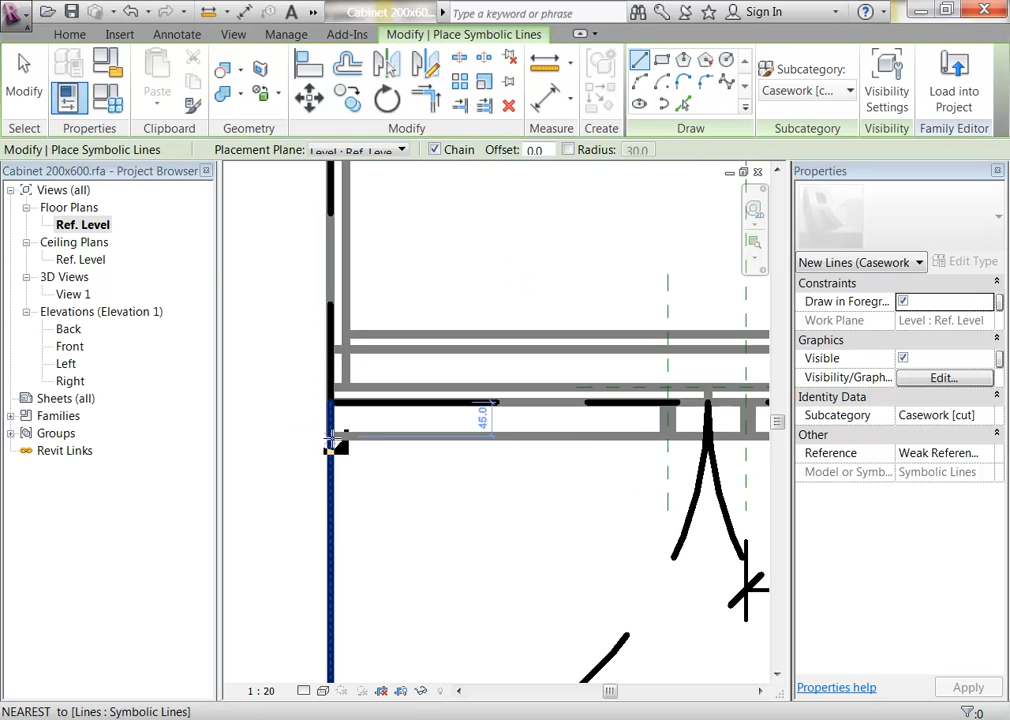 Cabinet 200x60...
Type a keyword or phrase
Sign In
Home
Insert
Annotate
View
Manage
Add-Ins
Modify | Place Symbolic Lines
Modify
Paste
Subcategory:
Casework [c...
Visibility
Settings
Load into
Project
Select
Properties
Clipboard
Geometry
Modify
Measure
Create
Draw
Subcategory
Visibility
Family Editor
Modify | Place Symbolic Lines
Placement Plane:
Level : Ref. Leve
Chain
Offset:
0.0
Radius:
30.0
Cabinet 200x600.rfa - Project Browser
Views (all)
Floor Plans
Ref. Level
Ceiling Plans
Ref. Level
3D Views
View 1
Elevations (Elevation 1)
Back
Front
Left
Right
Sheets (all)
Families
Groups
Revit Links
2D
45.0
1 : 20
Properties
New Lines (Casework
Edit Type
Constraints
Draw in Foregr...
Work Plane
Level : Ref. Level
Graphics
Visible
Visibility/Graph...
Edit...
Identity Data
Subcategory
Casework [cut]
Other
Reference
Weak Referen...
Model or Symb...
Symbolic Lines
Properties help
Apply
NEAREST to [Lines : Symbolic Lines]
:0